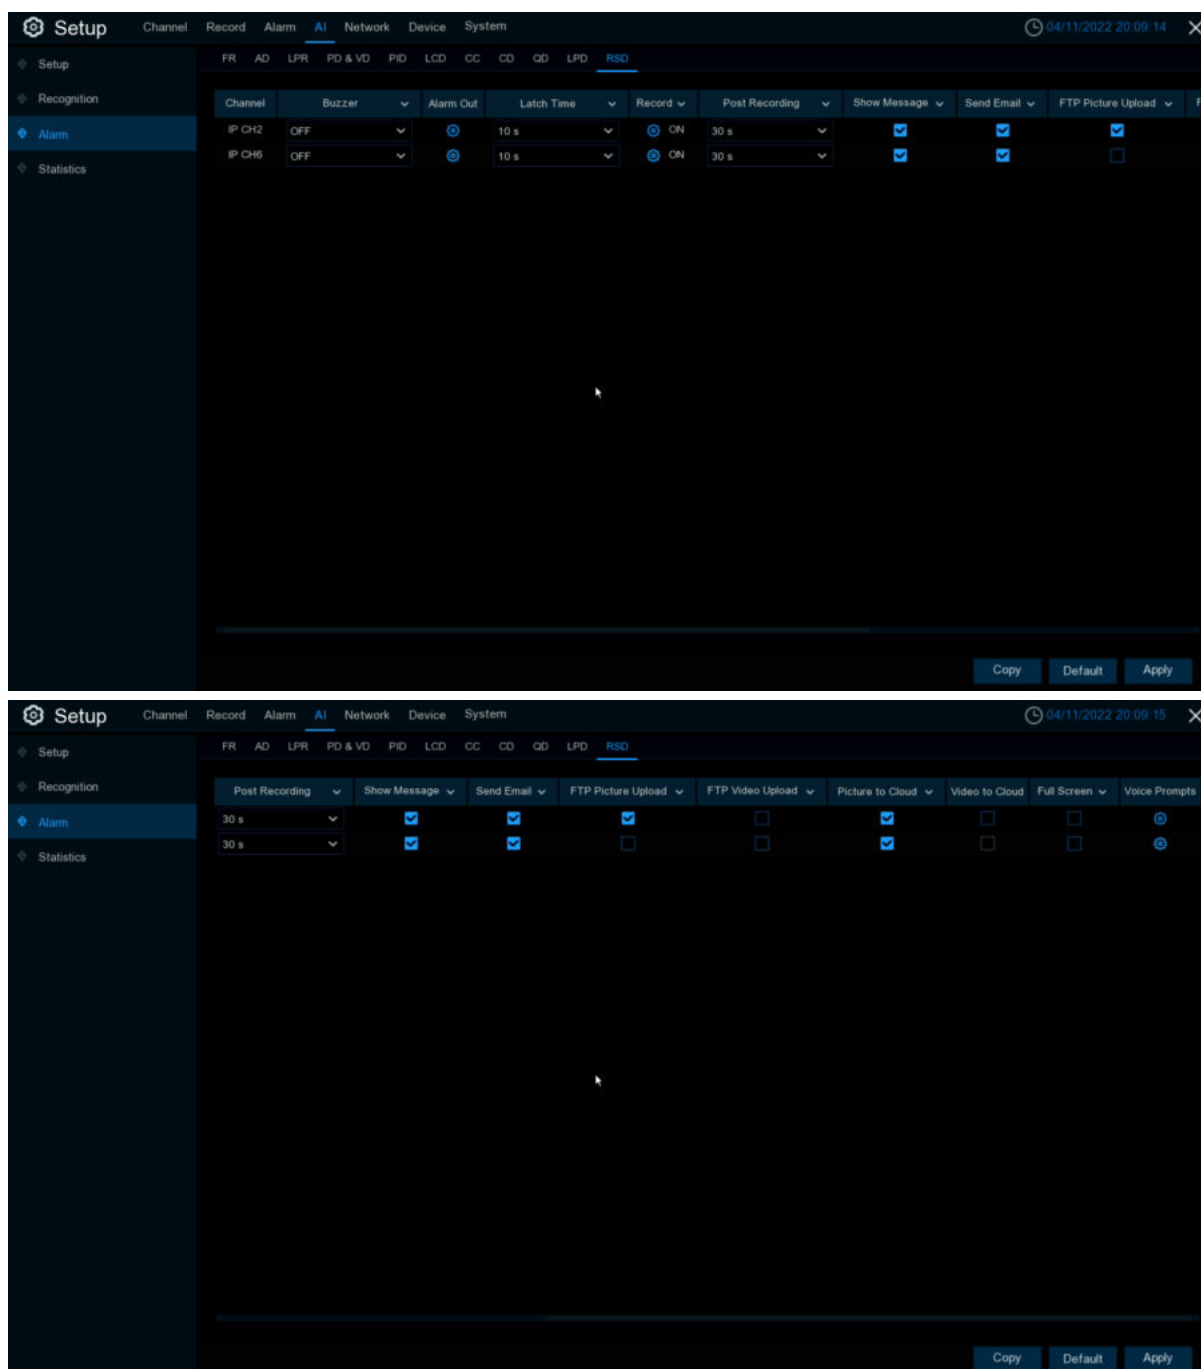 Setup Channel Record Alarm AI Network Device System 04/11/2022 20:09:14
Setup FR AD LPR PD & VD PID LCD CC CD QD LPD RSD
Recognition
Channel Buzzer Alarm Out Latch Time Record Post Recording Show Message Send Email FTP Picture Upload F
Alarm
IP CH2 OFF 10 s ON 30 s
IP CH6 OFF 10 s ON 30 s
Statistics
Copy Default Apply
Setup Channel Record Alarm AI Network Device System 04/11/2022 20:09:15
Setup FR AD LPR PD & VD PID LCD CC CD QD LPD RSD
Recognition
Post Recording Show Message Send Email FTP Picture Upload FTP Video Upload Picture to Cloud Video to Cloud Full Screen Voice Prompts
Alarm
30 s
30 s
Statistics
Copy Default Apply